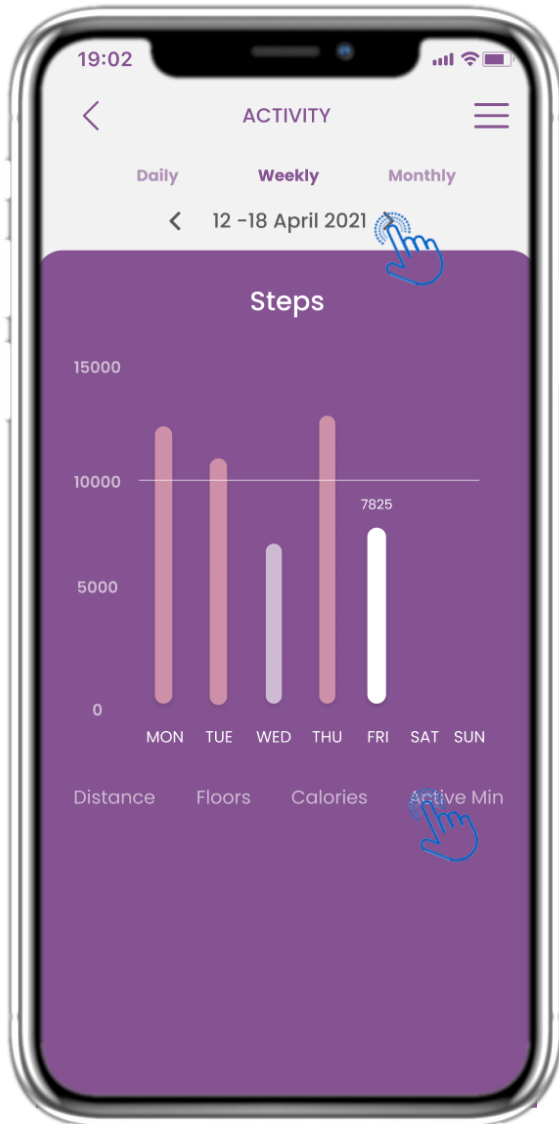 19:02
ACTIVITY
Daily Weekly Monthly
12 -18 April 2021
Steps
15000
10000
7825
5000
0
MON TUE WED THU FRI SAT SUN
Distance Floors Calories Active Min